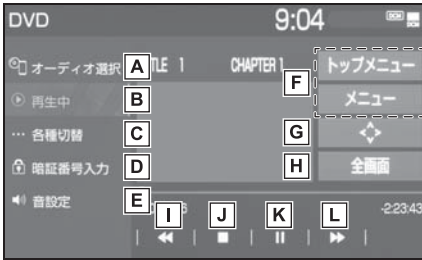 DVD 9:04 DCM
オーディオ選択 A TITLE 1 CHAPTER 1 トップメニュー
F
再生中 B メニュー
… 各種切替 C G
暗証番号入力 D H 全画面
音設定 E
I J K L -2:23:43